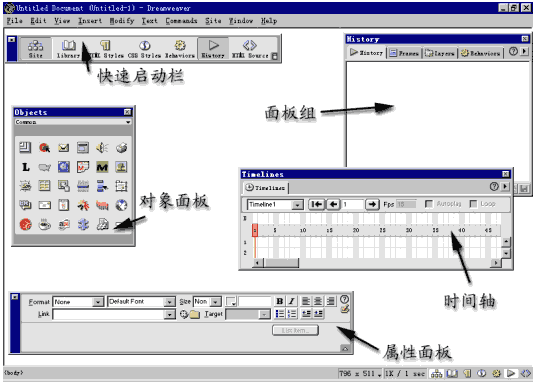 Untitled Document (Untitled-1) - Dreamweaver
File Edit View Insert Modify Text Commands Site Window Help
Site Library HTML Styles CSS Styles Behaviors History HTML Source
快速启动栏
History
History Frames Layers Behaviors
面板组
Objects
Common
对象面板
Timelines
Timelines
Timeline1 1 Fps 15 Autoplay Loop
B
1 5 10 15 20 25 30 35 40 45
1
2
时间轴
Format None Default Font Size Non B I
Link Target
List Item...
属性面板
<body> 796 x 511 1K / 1 sec